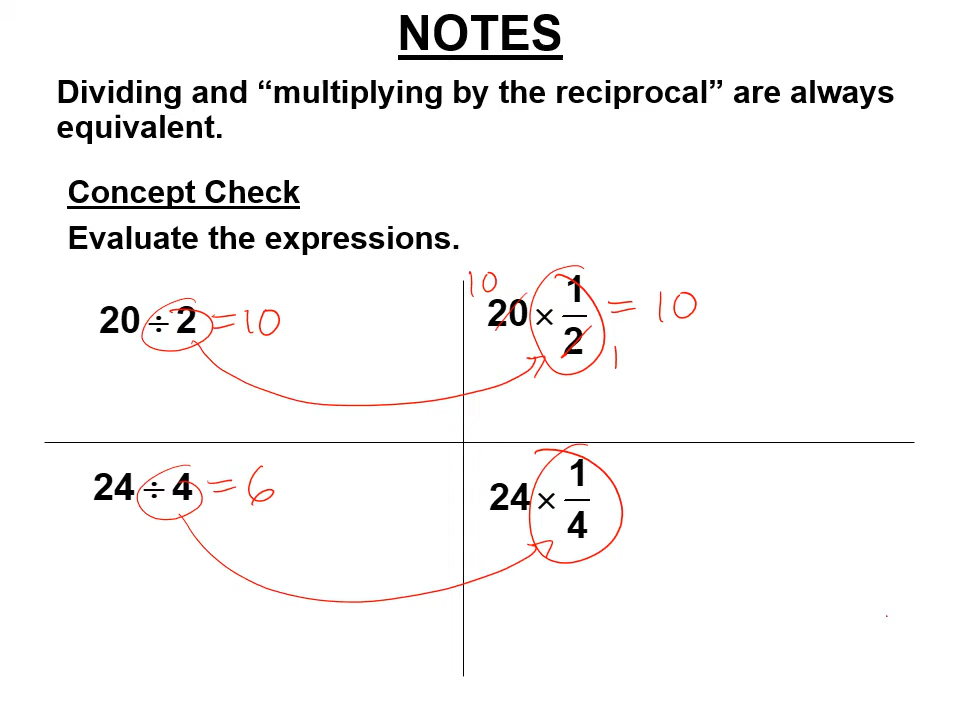 NOTES
Dividing and “multiplying by the reciprocal” are always
equivalent.
Concept Check
Evaluate the expressions.
20 ÷ 2 = 10
10
20 × 1/2 = 10
1
24 ÷ 4 = 6
24 × 1/4